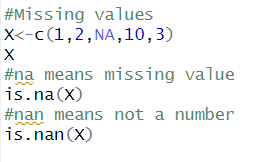 #Missing values
X<-c(1,2,NA,10,3)
X
#na means missing value
is.na(X)
#nan means not a number
is.nan(X)